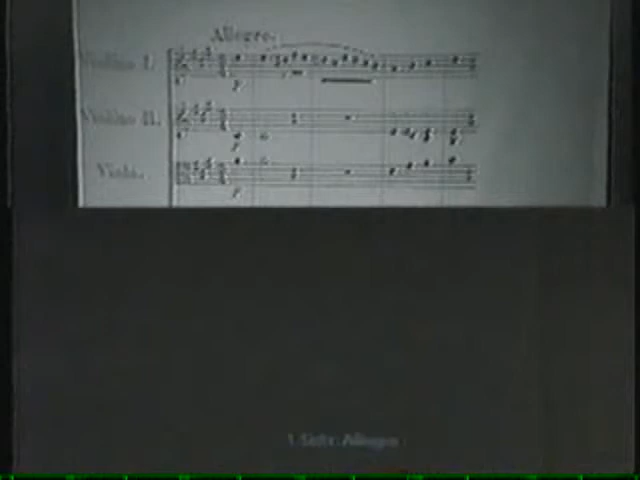 Allegro.
Violino I.
Violino II.
Viola.
1. Satz: Allegro